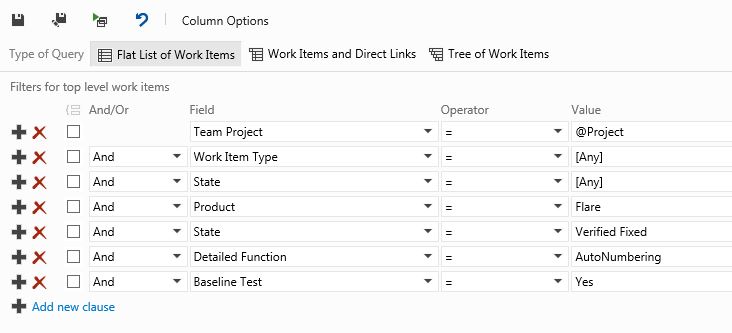 Column Options
Type of Query Flat List of Work Items Work Items and Direct Links Tree of Work Items
Filters for top level work items
And/Or Field Operator Value
Team Project = @Project
And Work Item Type = [Any]
And State = [Any]
And Product = Flare
And State = Verified Fixed
And Detailed Function = AutoNumbering
And Baseline Test = Yes
Add new clause